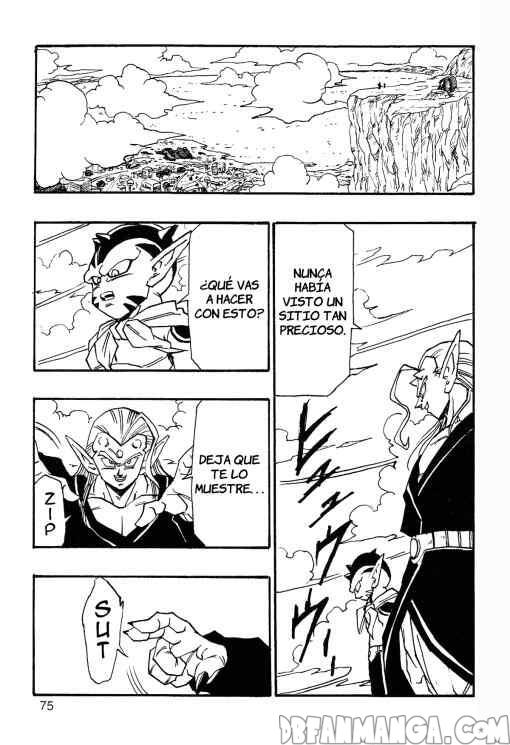 NUNCA
HABÍA
VISTO UN
SITIO TAN
PRECIOSO.
¿QUÉ VAS
A HACER
CON ESTO?
DEJA QUE
TE LO
MUESTRE...
ZIP
SUT
75
DBFANMANGA.COM